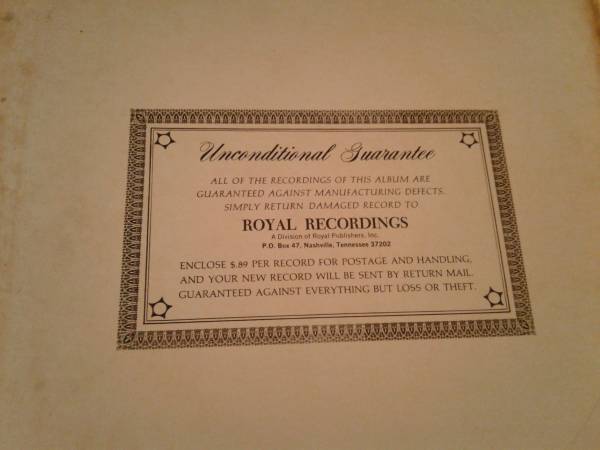 Unconditional Guarantee
ALL OF THE RECORDINGS OF THIS ALBUM ARE
GUARANTEED AGAINST MANUFACTURING DEFECTS.
SIMPLY RETURN DAMAGED RECORD TO
ROYAL RECORDINGS
A Division of Royal Publishers, Inc.
P.O. Box 47, Nashville, Tennessee 37202
ENCLOSE $.89 PER RECORD FOR POSTAGE AND HANDLING,
AND YOUR NEW RECORD WILL BE SENT BY RETURN MAIL.
GUARANTEED AGAINST EVERYTHING BUT LOSS OR THEFT.